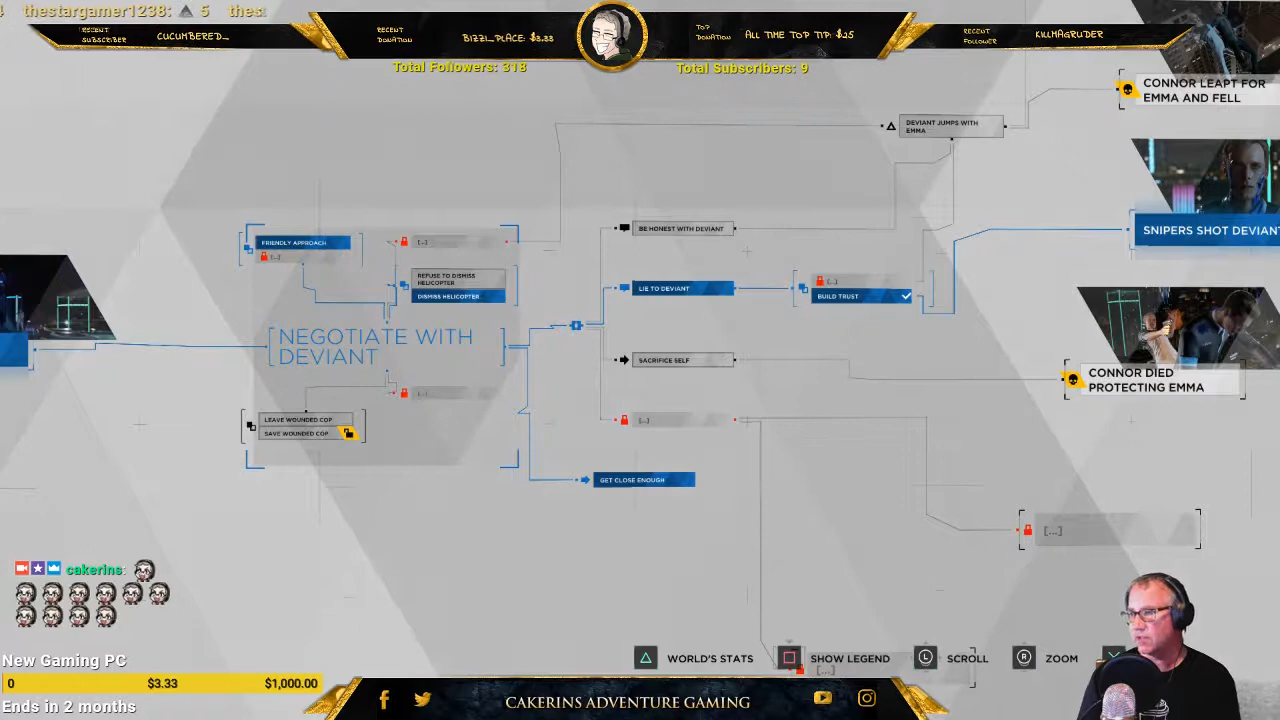 thestargamer1238: 5 thes
RECENT SUBSCRIBER
CUCUMBERED_
RECENT DONATION
BIZZI_PLACE: $3.33
TOP DONATION
ALL TIME TOP TIP: $25
RECENT FOLLOWER
KILLMAGRUDER
Total Followers: 318
Total Subscribers: 9
CONNOR LEAPT FOR
EMMA AND FELL
DEVIANT JUMPS WITH
EMMA
SNIPERS SHOT DEVIANT
BE HONEST WITH DEVIANT
FRIENDLY APPROACH
[...]
[...]
REFUSE TO DISMISS
HELICOPTER
DISMISS HELICOPTER
LIE TO DEVIANT
[...]
BUILD TRUST
NEGOTIATE WITH
DEVIANT
SACRIFICE SELF
CONNOR DIED
PROTECTING EMMA
[...]
LEAVE WOUNDED COP
SAVE WOUNDED COP
[...]
GET CLOSE ENOUGH
[...]
cakerins:
New Gaming PC
0 $3.33 $1,000.00
Ends in 2 months
WORLD'S STATS
SHOW LEGEND
L SCROLL
R ZOOM
[...]
CAKERINS ADVENTURE GAMING